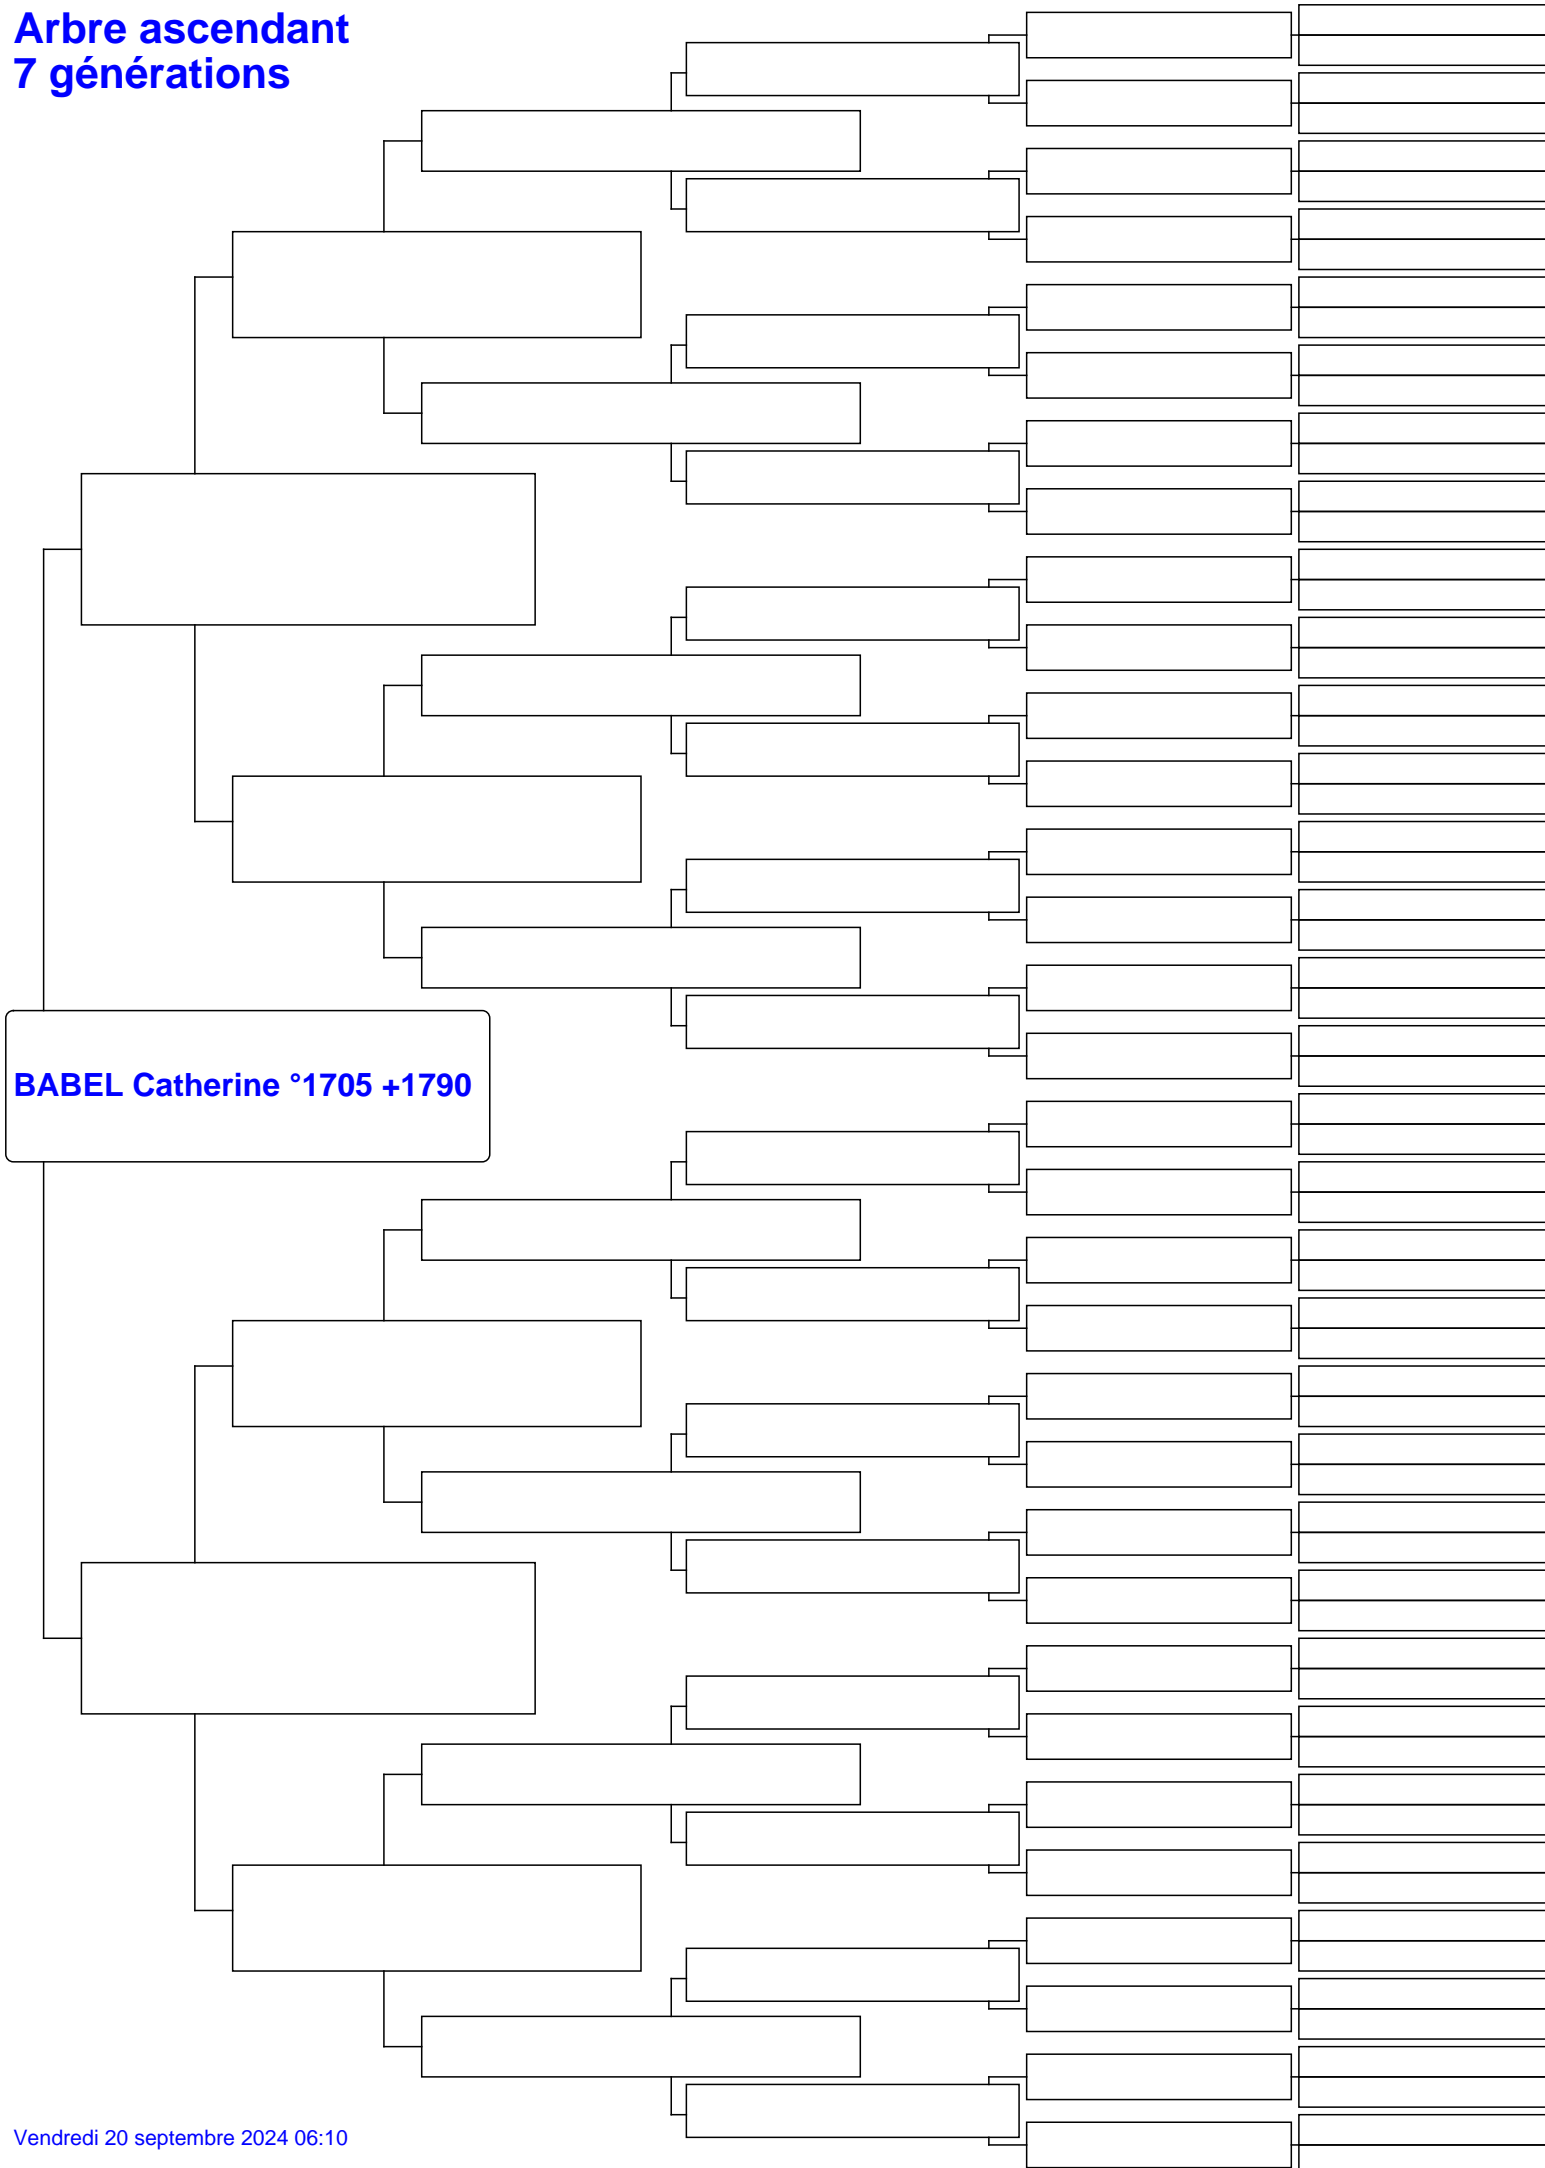 Arbre ascendant
7 générations
BABEL Catherine °1705 +1790
Vendredi 20 septembre 2024 06:10